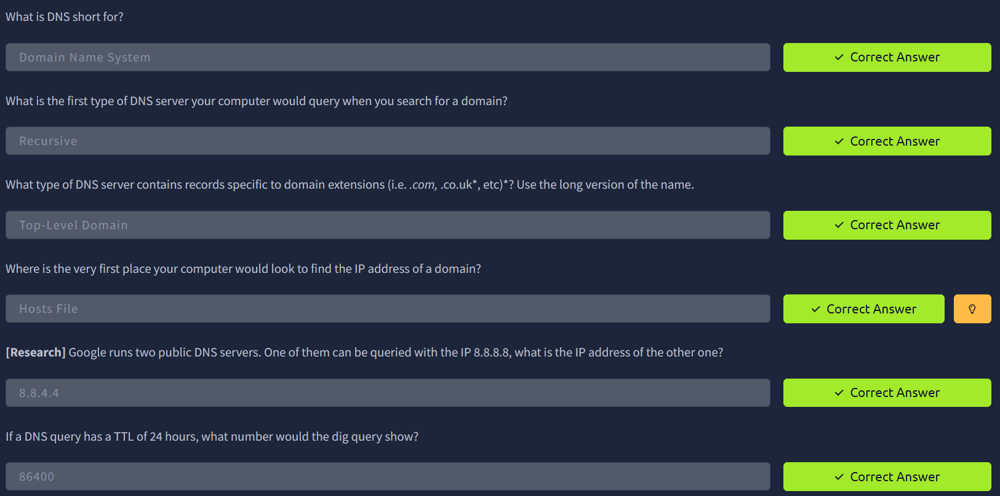 What is DNS short for?
Domain Name System
Correct Answer
What is the first type of DNS server your computer would query when you search for a domain?
Recursive
Correct Answer
What type of DNS server contains records specific to domain extensions (i.e. .com, .co.uk*, etc)*? Use the long version of the name.
Top-Level Domain
Correct Answer
Where is the very first place your computer would look to find the IP address of a domain?
Hosts File
Correct Answer
[Research] Google runs two public DNS servers. One of them can be queried with the IP 8.8.8.8, what is the IP address of the other one?
8.8.4.4
Correct Answer
If a DNS query has a TTL of 24 hours, what number would the dig query show?
86400
Correct Answer